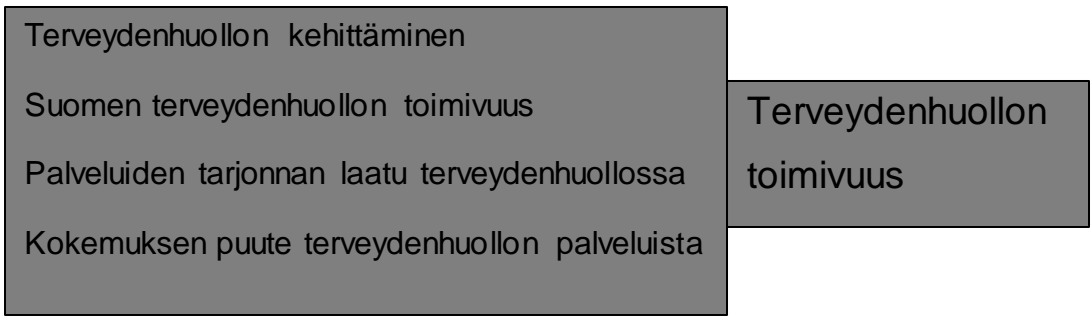 Terveydenhuollon kehittäminen
Suomen terveydenhuollon toimivuus
Palveluiden tarjonnan laatu terveydenhuollossa
Kokemuksen puute terveydenhuollon palveluista
Terveydenhuollon
toimivuus